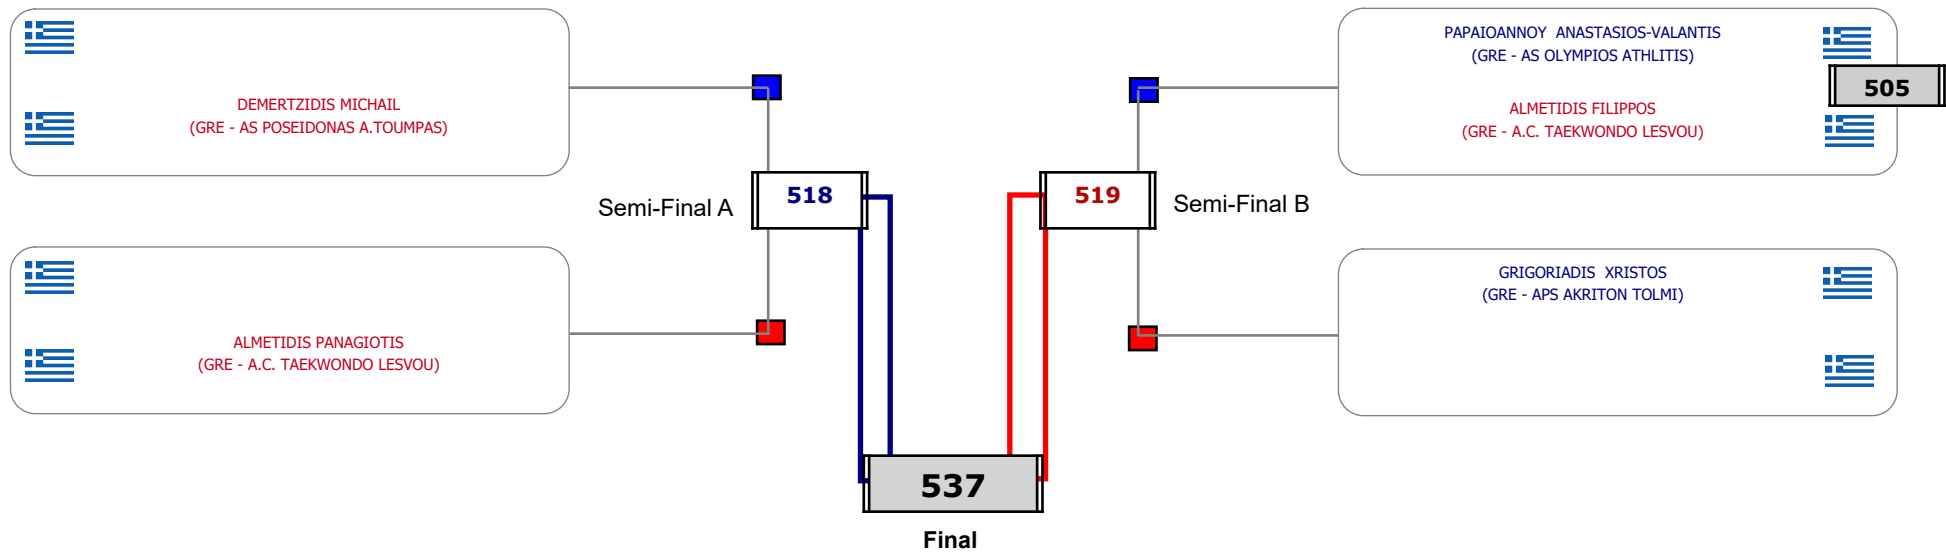 DEMERTZIDIS MICHAIL
(GRE - AS POSEIDONAS A.TOUMPAS)
518
Semi-Final A
ALMETIDIS PANAGIOTIS
(GRE - A.C. TAEKWONDO LESVOU)
PAPAIOANNOY ANASTASIOS-VALANTIS
(GRE - AS OLYMPIOS ATHLITIS)
505
ALMETIDIS FILIPPOS
(GRE - A.C. TAEKWONDO LESVOU)
519
Semi-Final B
GRIGORIADIS XRISTOS
(GRE - APS AKRITON TOLMI)
537
Final